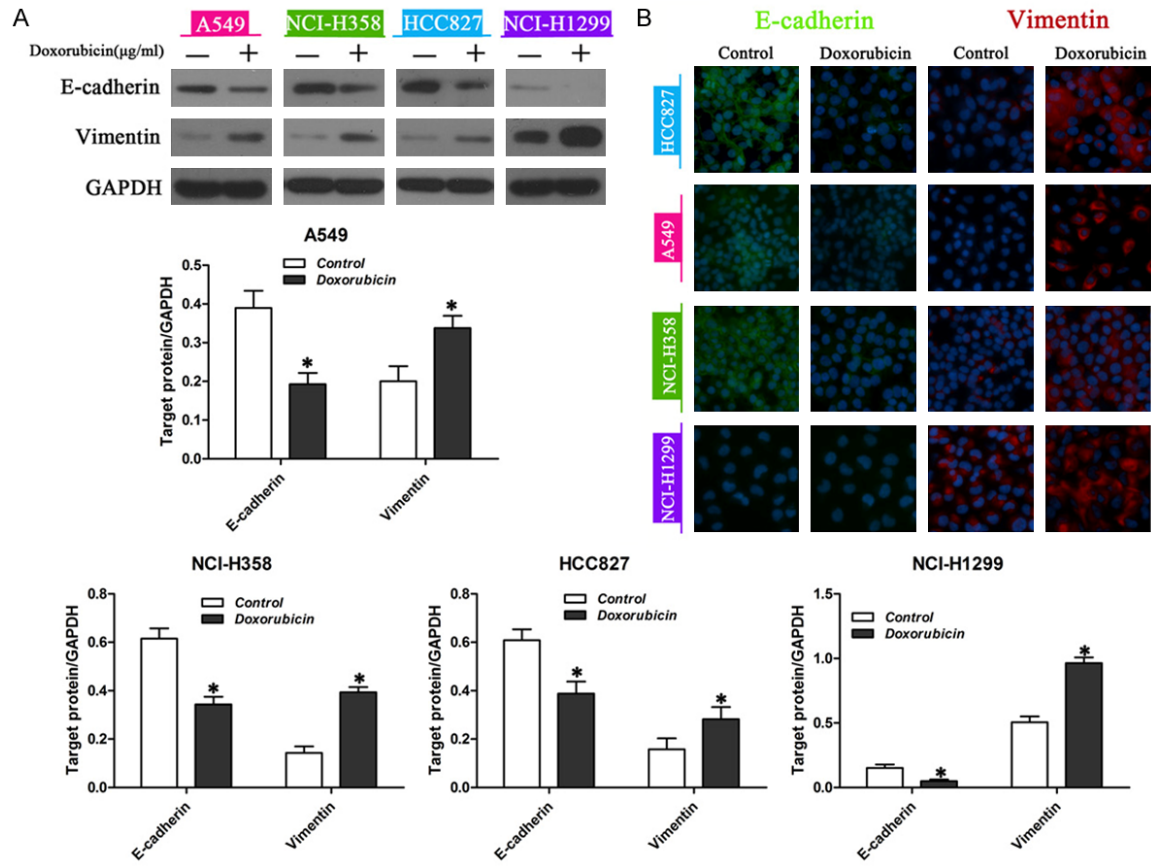 A
A549 NCI-H358 HCC827 NCI-H1299
Doxorubicin(μg/ml) — + — + — + — +
E-cadherin
Vimentin
GAPDH
A549
Target protein/GAPDH
0.5
0.4
0.3
0.2
0.1
0.0
Control
Doxorubicin
*
*
E-cadherin
Vimentin
B
E-cadherin Vimentin
Control Doxorubicin Control Doxorubicin
HCC827
A549
NCI-H358
NCI-H1299
NCI-H358
Target protein/GAPDH
0.8
0.6
0.4
0.2
0.0
Control
Doxorubicin
*
*
E-cadherin
Vimentin
HCC827
Target protein/GAPDH
0.8
0.6
0.4
0.2
0.0
Control
Doxorubicin
*
*
E-cadherin
Vimentin
NCI-H1299
Target protein/GAPDH
1.5
1.0
0.5
0.0
Control
Doxorubicin
*
*
E-cadherin
Vimentin